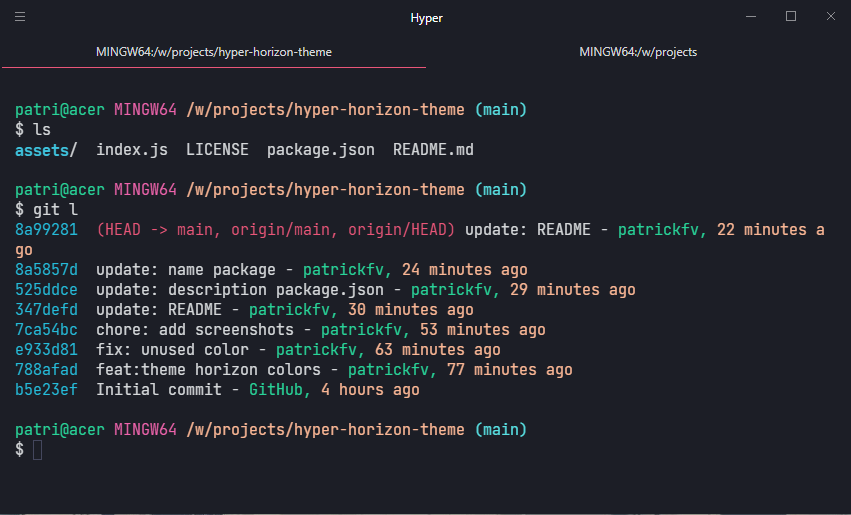 Hyper
MINGW64:/w/projects/hyper-horizon-theme MINGW64:/w/projects
patri@acer MINGW64 /w/projects/hyper-horizon-theme (main)
$ ls
assets/  index.js  LICENSE  package.json  README.md
patri@acer MINGW64 /w/projects/hyper-horizon-theme (main)
$ git l
8a99281  (HEAD -> main, origin/main, origin/HEAD) update: README - patrickfv, 22 minutes a
go
8a5857d  update: name package - patrickfv, 24 minutes ago
525ddce  update: description package.json - patrickfv, 29 minutes ago
347defd  update: README - patrickfv, 30 minutes ago
7ca54bc  chore: add screenshots - patrickfv, 53 minutes ago
e933d81  fix: unused color - patrickfv, 63 minutes ago
788afad  feat:theme horizon colors - patrickfv, 77 minutes ago
b5e23ef  Initial commit - GitHub, 4 hours ago
patri@acer MINGW64 /w/projects/hyper-horizon-theme (main)
$